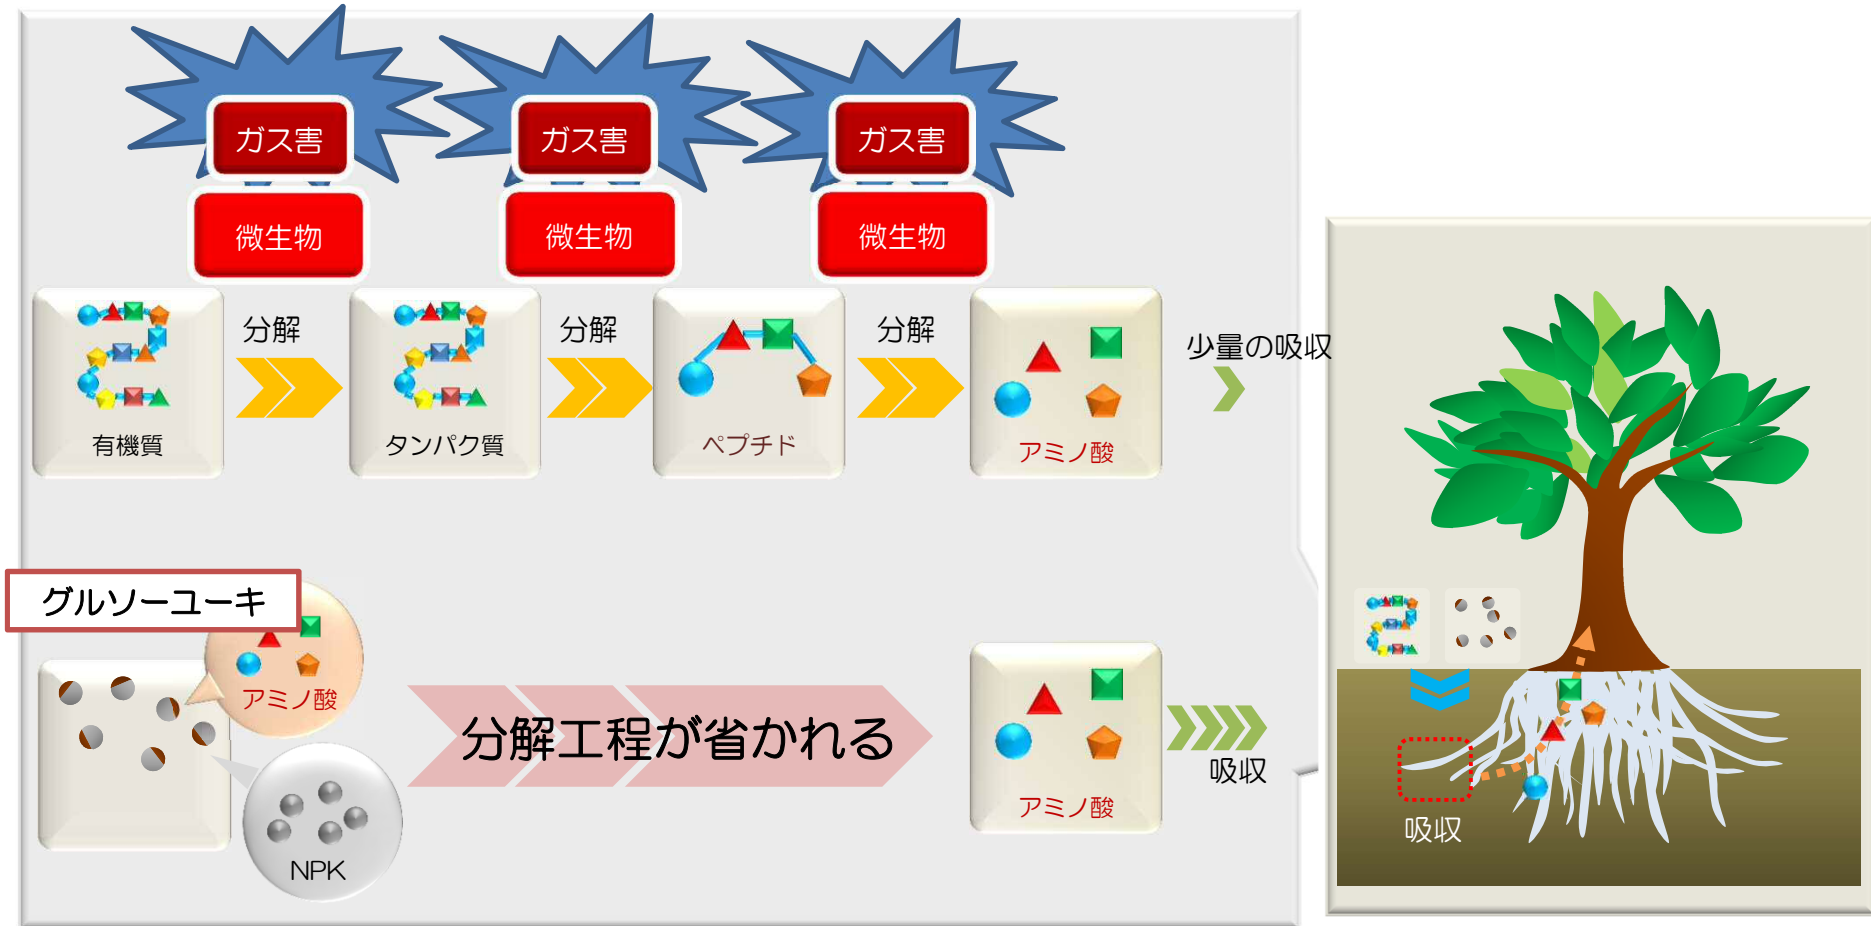 ガス害
ガス害
ガス害
微生物
微生物
微生物
分解
分解
分解
少量の吸収
有機質
タンパク質
ペプチド
アミノ酸
グルソーユーキ
アミノ酸
分解工程が省かれる
吸収
アミノ酸
NPK
吸収